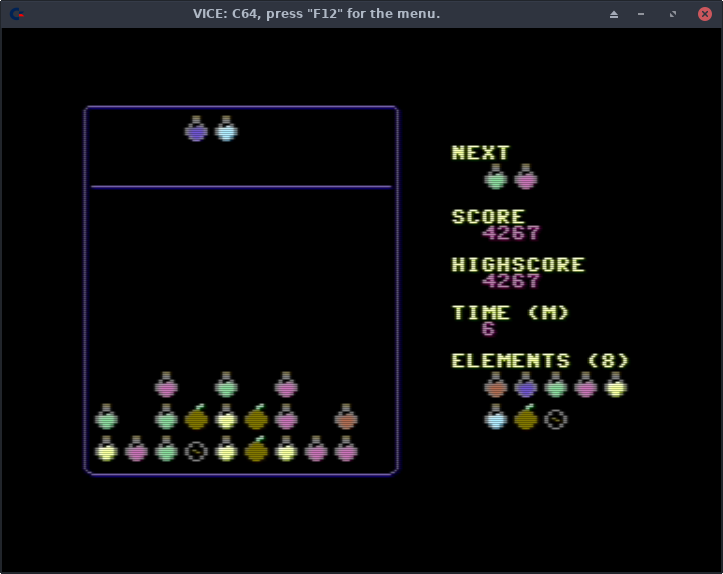 VICE: C64, press "F12" for the menu.
NEXT
SCORE
4267
HIGHSCORE
4267
TIME (M)
6
ELEMENTS (8)